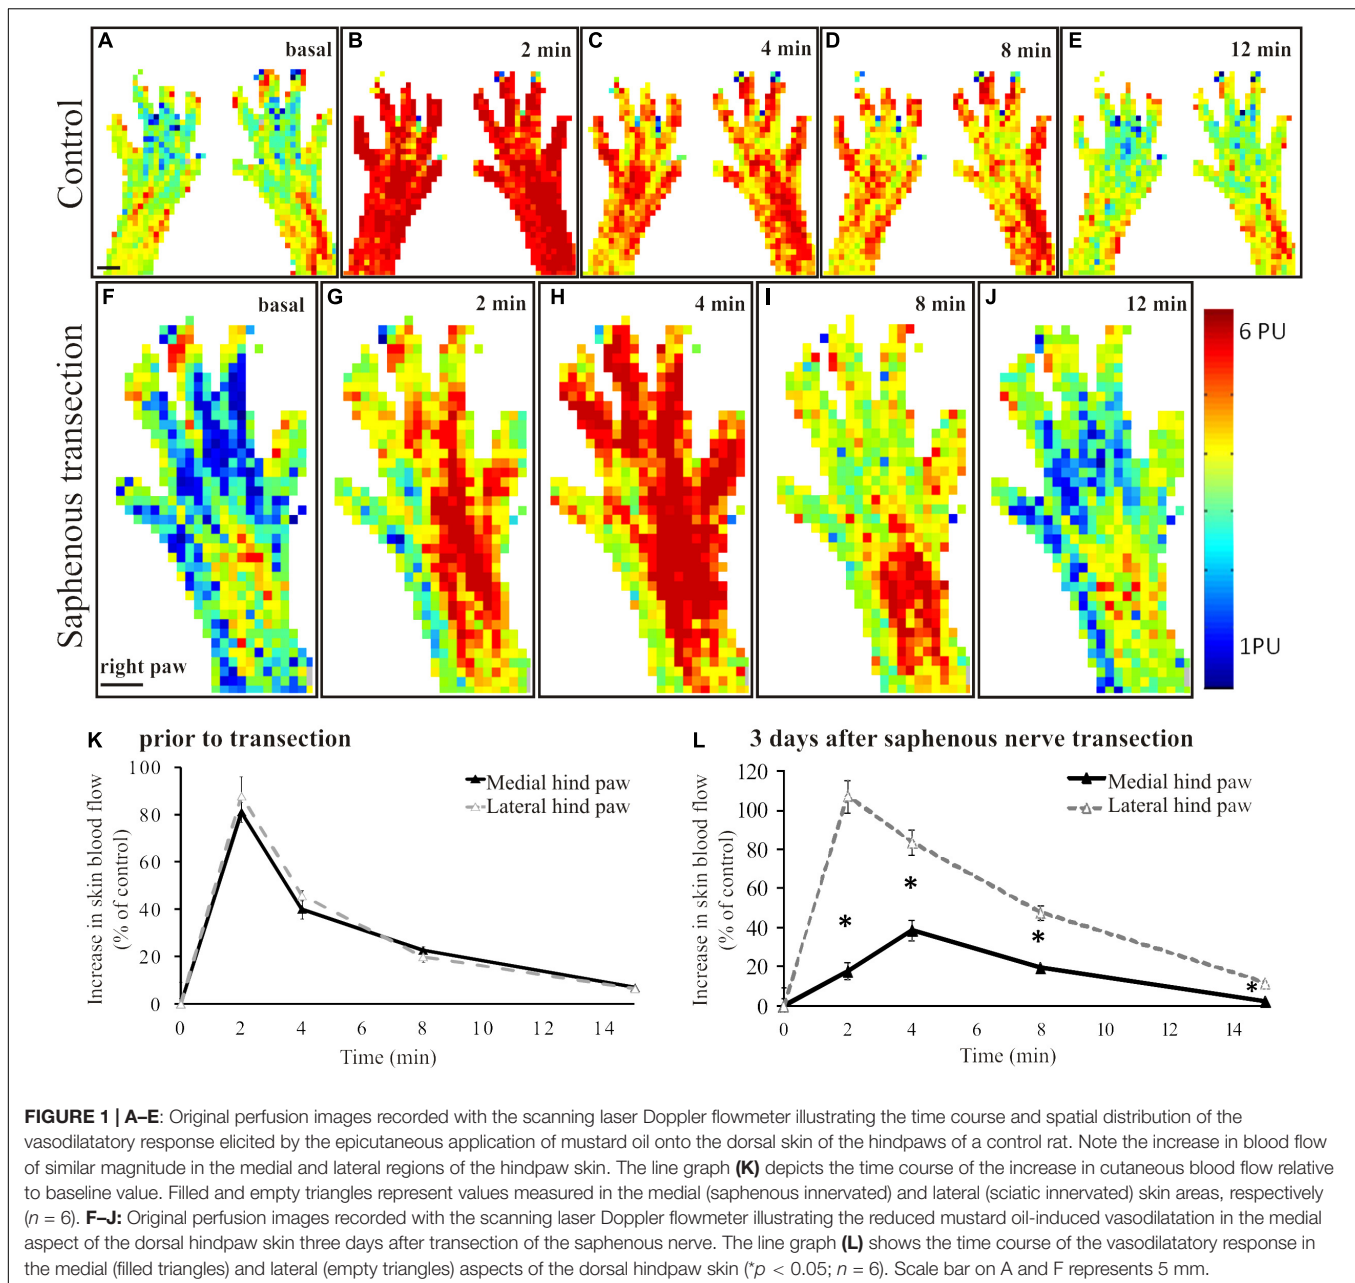 A basal
B 2 min
C 4 min
D 8 min
E 12 min
Control
F basal
G 2 min
H 4 min
I 8 min
J 12 min
Saphenous transection
right paw
6 PU
1PU
K prior to transection
100
80
60
40
20
0
0 2 4 6 8 10 12 14
Increase in skin blood flow
(% of control)
Time (min)
Medial hind paw
Lateral hind paw
L 3 days after saphenous nerve transection
120
100
80
60
40
20
0
0 2 4 6 8 10 12 14
Increase in skin blood flow
(% of control)
Time (min)
Medial hind paw
Lateral hind paw
*
*
*
*
FIGURE 1 | A–E: Original perfusion images recorded with the scanning laser Doppler flowmeter illustrating the time course and spatial distribution of the
vasodilatatory response elicited by the epicutaneous application of mustard oil onto the dorsal skin of the hindpaws of a control rat. Note the increase in blood flow
of similar magnitude in the medial and lateral regions of the hindpaw skin. The line graph (K) depicts the time course of the increase in cutaneous blood flow relative
to baseline value. Filled and empty triangles represent values measured in the medial (saphenous innervated) and lateral (sciatic innervated) skin areas, respectively
(n = 6). F–J: Original perfusion images recorded with the scanning laser Doppler flowmeter illustrating the reduced mustard oil-induced vasodilatation in the medial
aspect of the dorsal hindpaw skin three days after transection of the saphenous nerve. The line graph (L) shows the time course of the vasodilatatory response in
the medial (filled triangles) and lateral (empty triangles) aspects of the dorsal hindpaw skin (*p < 0.05; n = 6). Scale bar on A and F represents 5 mm.